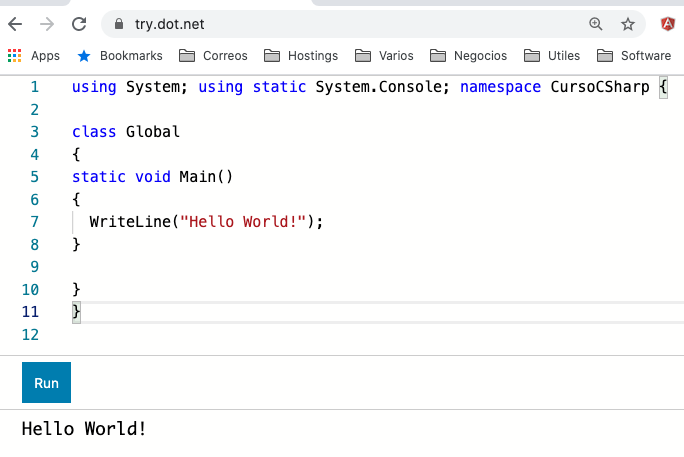 try.dot.net
Apps Bookmarks Correos Hostings Varios Negocios Utiles Software
1 using System; using static System.Console; namespace CursoCSharp {
2
3 class Global
4 {
5 static void Main()
6 {
7 WriteLine("Hello World!");
8 }
9
10 }
11 }
12
Run
Hello World!